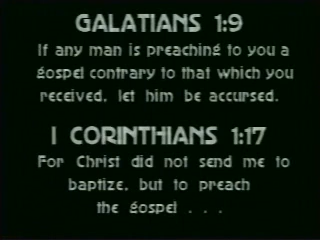 GALATIANS 1:9
If any man is preaching to you a
gospel contrary to that which you
received, let him be accursed.
I CORINTHIANS 1:17
For Christ did not send me to
baptize, but to preach
the gospel . . .